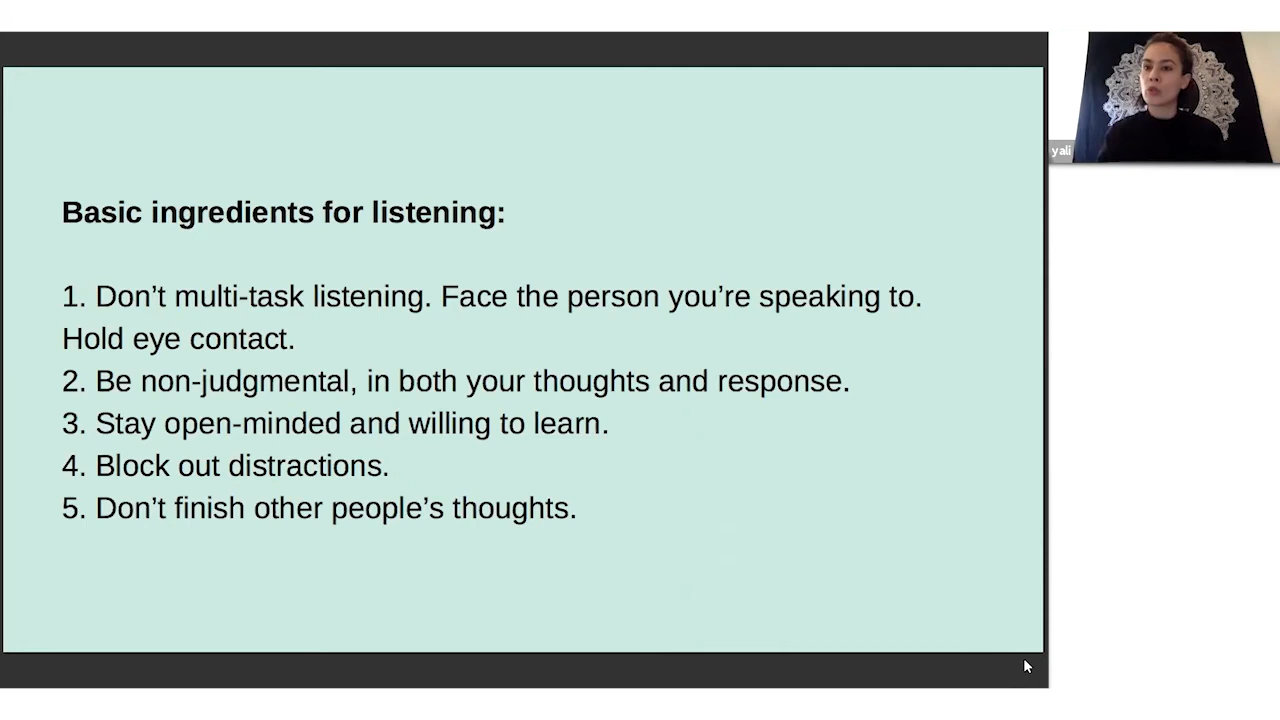 Basic ingredients for listening:
1. Don’t multi-task listening. Face the person you’re speaking to.
Hold eye contact.
2. Be non-judgmental, in both your thoughts and response.
3. Stay open-minded and willing to learn.
4. Block out distractions.
5. Don’t finish other people’s thoughts.
yali